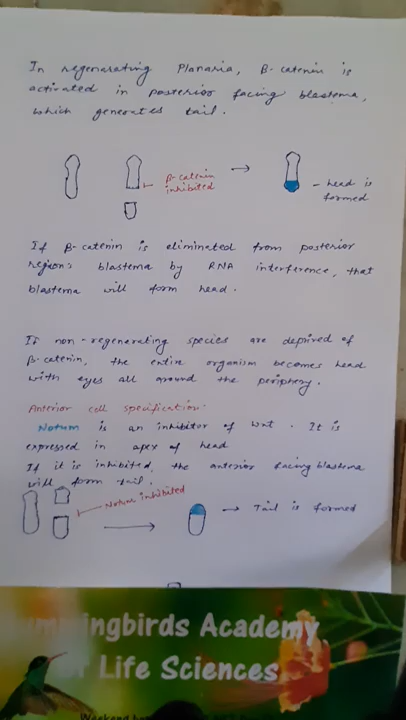 In regenerating Planaria, β-catenin is
activated in posterior facing blastema,
which generates tail.
β-catenin
inhibited
→
- head is
formed
If β-catenin is eliminated from posterior
region's blastema by RNA interference, that
blastema will form head.
If non-regenerating species are deprived of
β-catenin, the entire organism becomes head
with eyes all around the periphery.
Anterior cell specification-
Notum is an inhibitor of Wnt. It is
expressed in apex of head
If it is inhibited, the anterior facing blastema
will form tail.
Notum inhibited
→ Tail is formed
mingbirds Academy
Life Sciences
Weekend